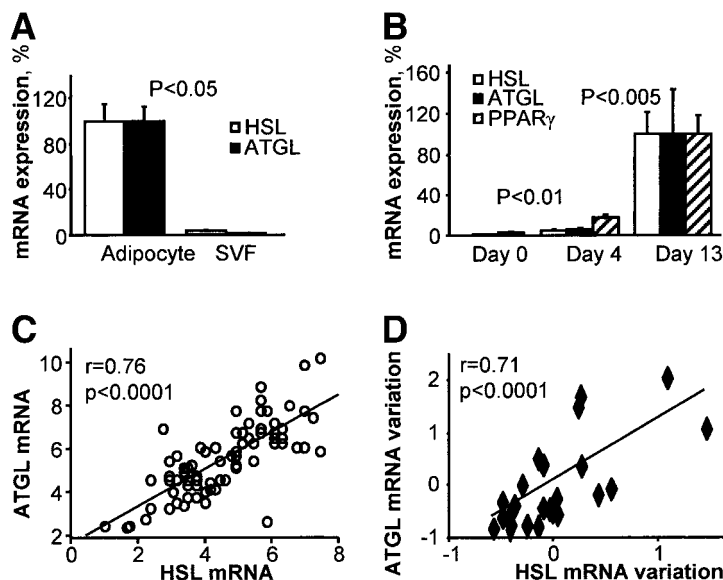 A
mRNA expression, %
120
80
40
0
P<0.05
HSL
ATGL
Adipocyte SVF
B
mRNA expression, %
160
120
80
40
0
HSL
ATGL
PPARγ
P<0.005
P<0.01
Day 0 Day 4 Day 13
C
ATGL mRNA
10
8
6
4
2
r=0.76
p<0.0001
0 2 4 6 8
HSL mRNA
D
ATGL mRNA variation
2
1
0
-1
r=0.71
p<0.0001
-1 0 1
HSL mRNA variation